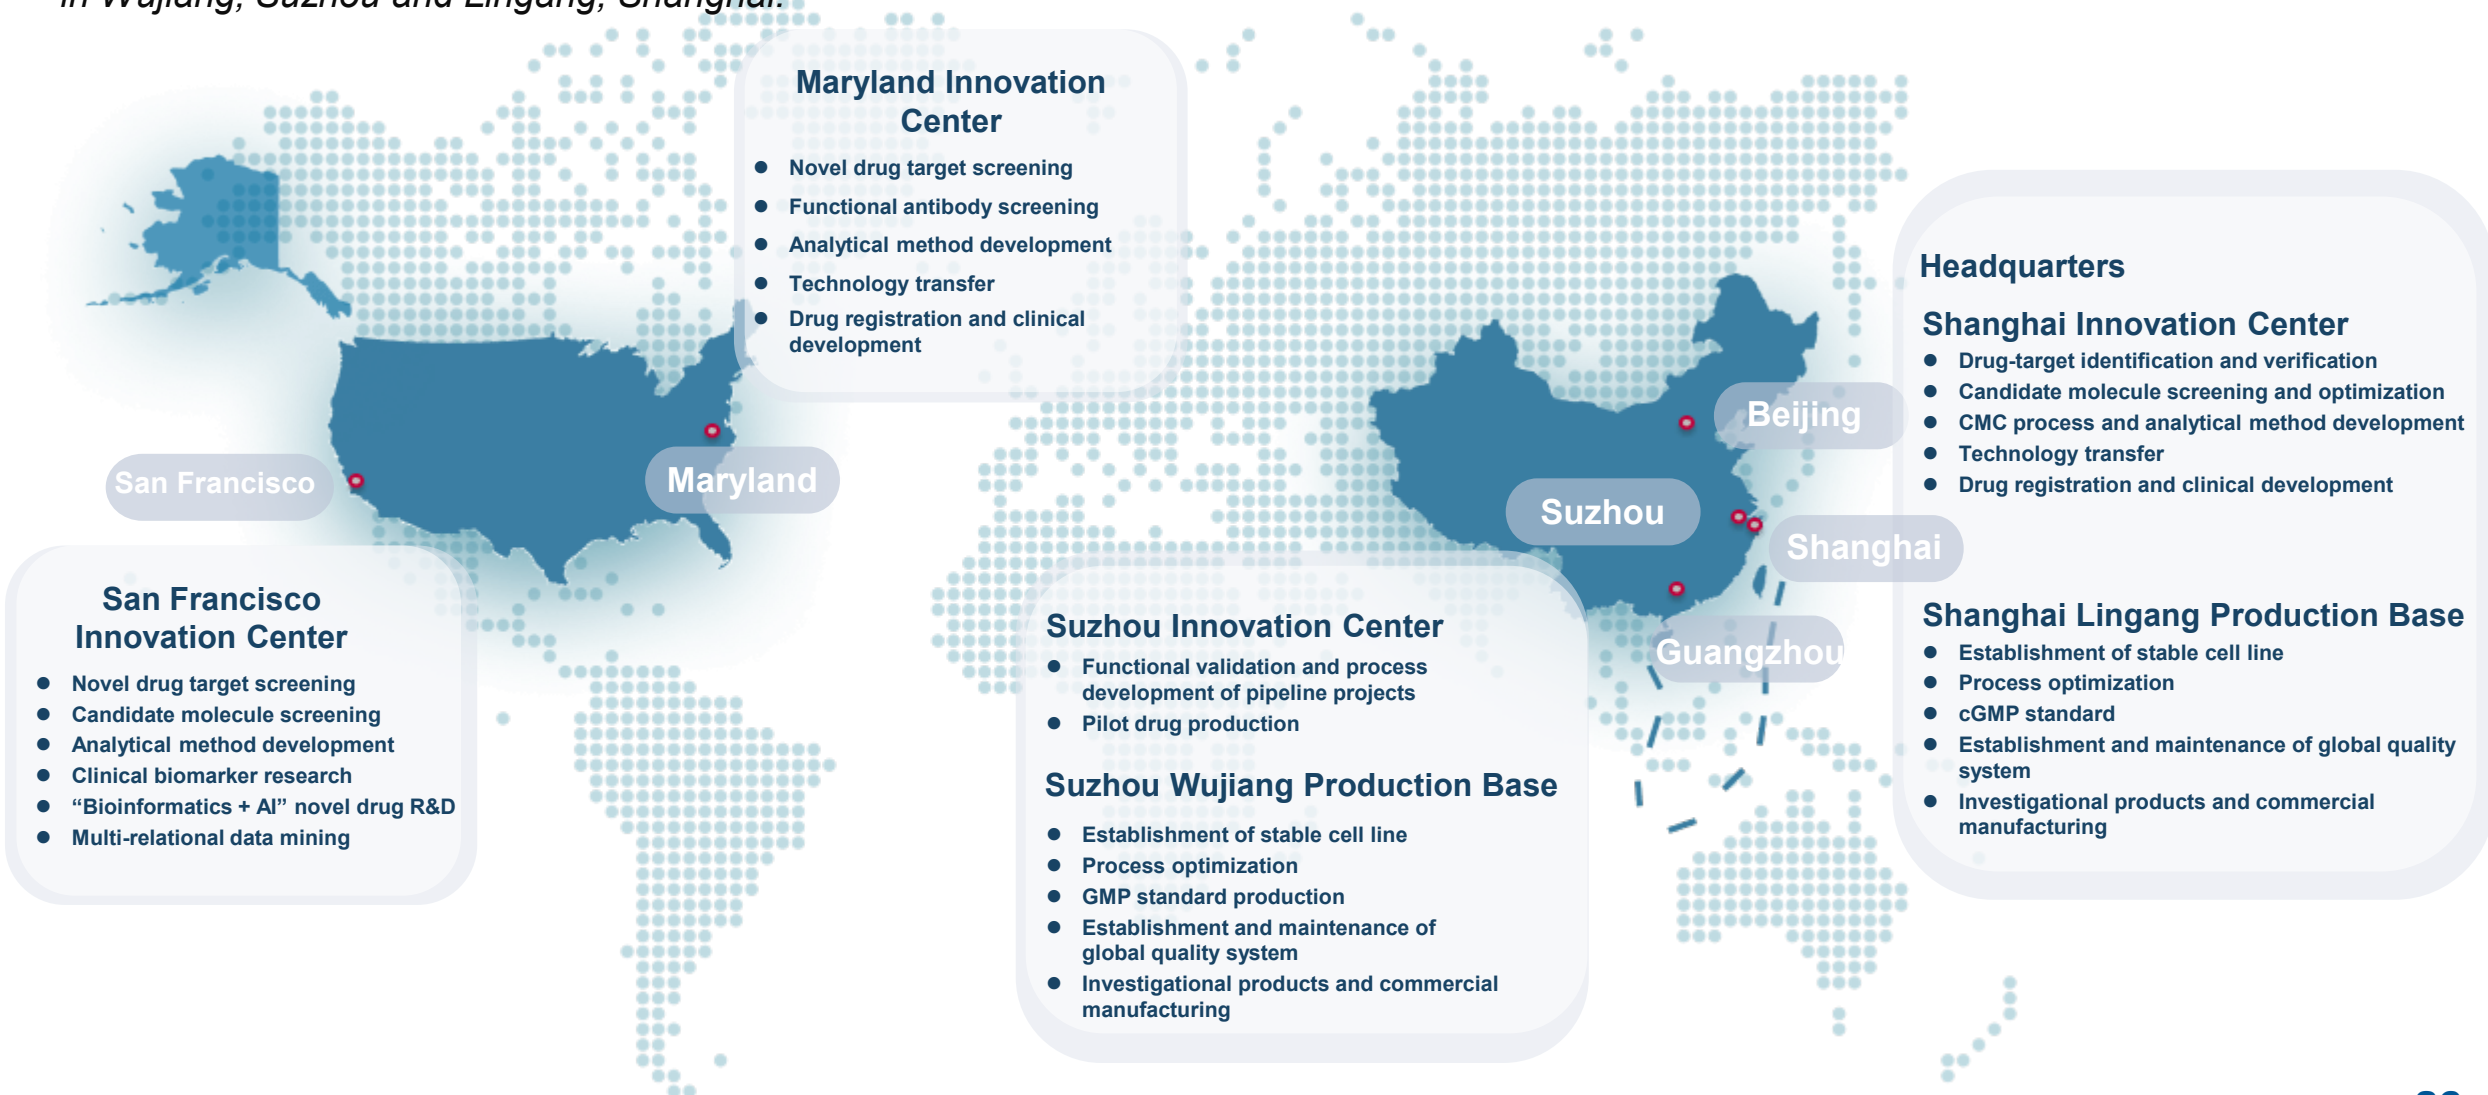 in Wujiang, Suzhou and Lingang, Shanghai.
Maryland Innovation
Center
● Novel drug target screening
● Functional antibody screening
● Analytical method development
● Technology transfer
● Drug registration and clinical
development
San Francisco
Maryland
San Francisco
Innovation Center
● Novel drug target screening
● Candidate molecule screening
● Analytical method development
● Clinical biomarker research
● “Bioinformatics + AI” novel drug R&D
● Multi-relational data mining
Beijing
Suzhou
Shanghai
Guangzhou
Suzhou Innovation Center
● Functional validation and process
development of pipeline projects
● Pilot drug production
Suzhou Wujiang Production Base
● Establishment of stable cell line
● Process optimization
● GMP standard production
● Establishment and maintenance of
global quality system
● Investigational products and commercial
manufacturing
Headquarters
Shanghai Innovation Center
● Drug-target identification and verification
● Candidate molecule screening and optimization
● CMC process and analytical method development
● Technology transfer
● Drug registration and clinical development
Shanghai Lingang Production Base
● Establishment of stable cell line
● Process optimization
● cGMP standard
● Establishment and maintenance of global quality
system
● Investigational products and commercial
manufacturing